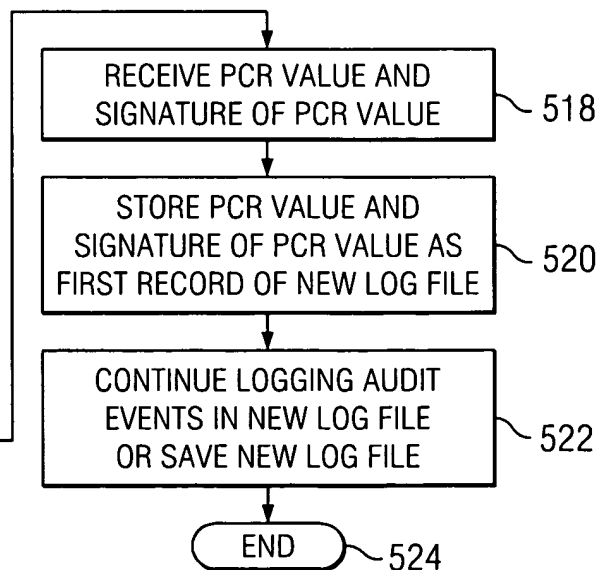 RECEIVE PCR VALUE AND
SIGNATURE OF PCR VALUE
518
STORE PCR VALUE AND
SIGNATURE OF PCR VALUE AS
FIRST RECORD OF NEW LOG FILE
520
CONTINUE LOGGING AUDIT
EVENTS IN NEW LOG FILE
OR SAVE NEW LOG FILE
522
END
524